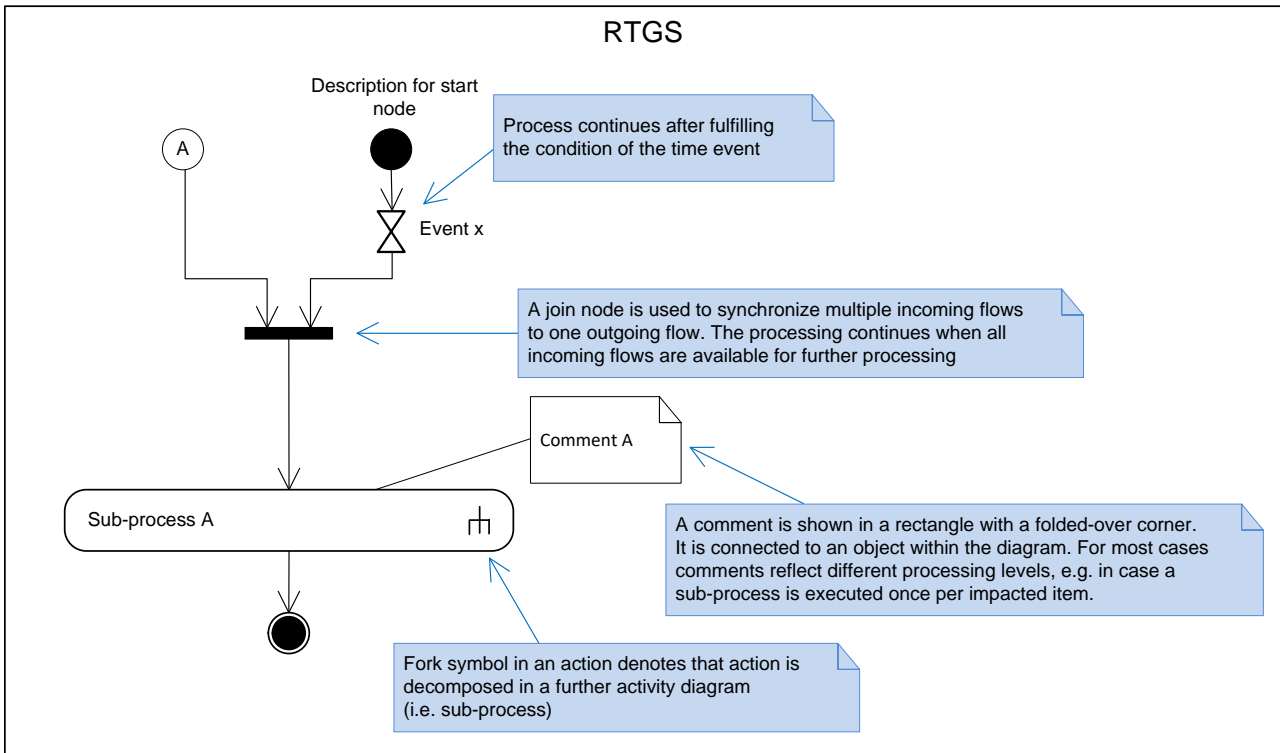 RTGS
Description for start
node
A
Process continues after fulfilling
the condition of the time event
Event x
A join node is used to synchronize multiple incoming flows
to one outgoing flow. The processing continues when all
incoming flows are available for further processing
Comment A
Sub-process A
A comment is shown in a rectangle with a folded-over corner.
It is connected to an object within the diagram. For most cases
comments reflect different processing levels, e.g. in case a
sub-process is executed once per impacted item.
Fork symbol in an action denotes that action is
decomposed in a further activity diagram
(i.e. sub-process)